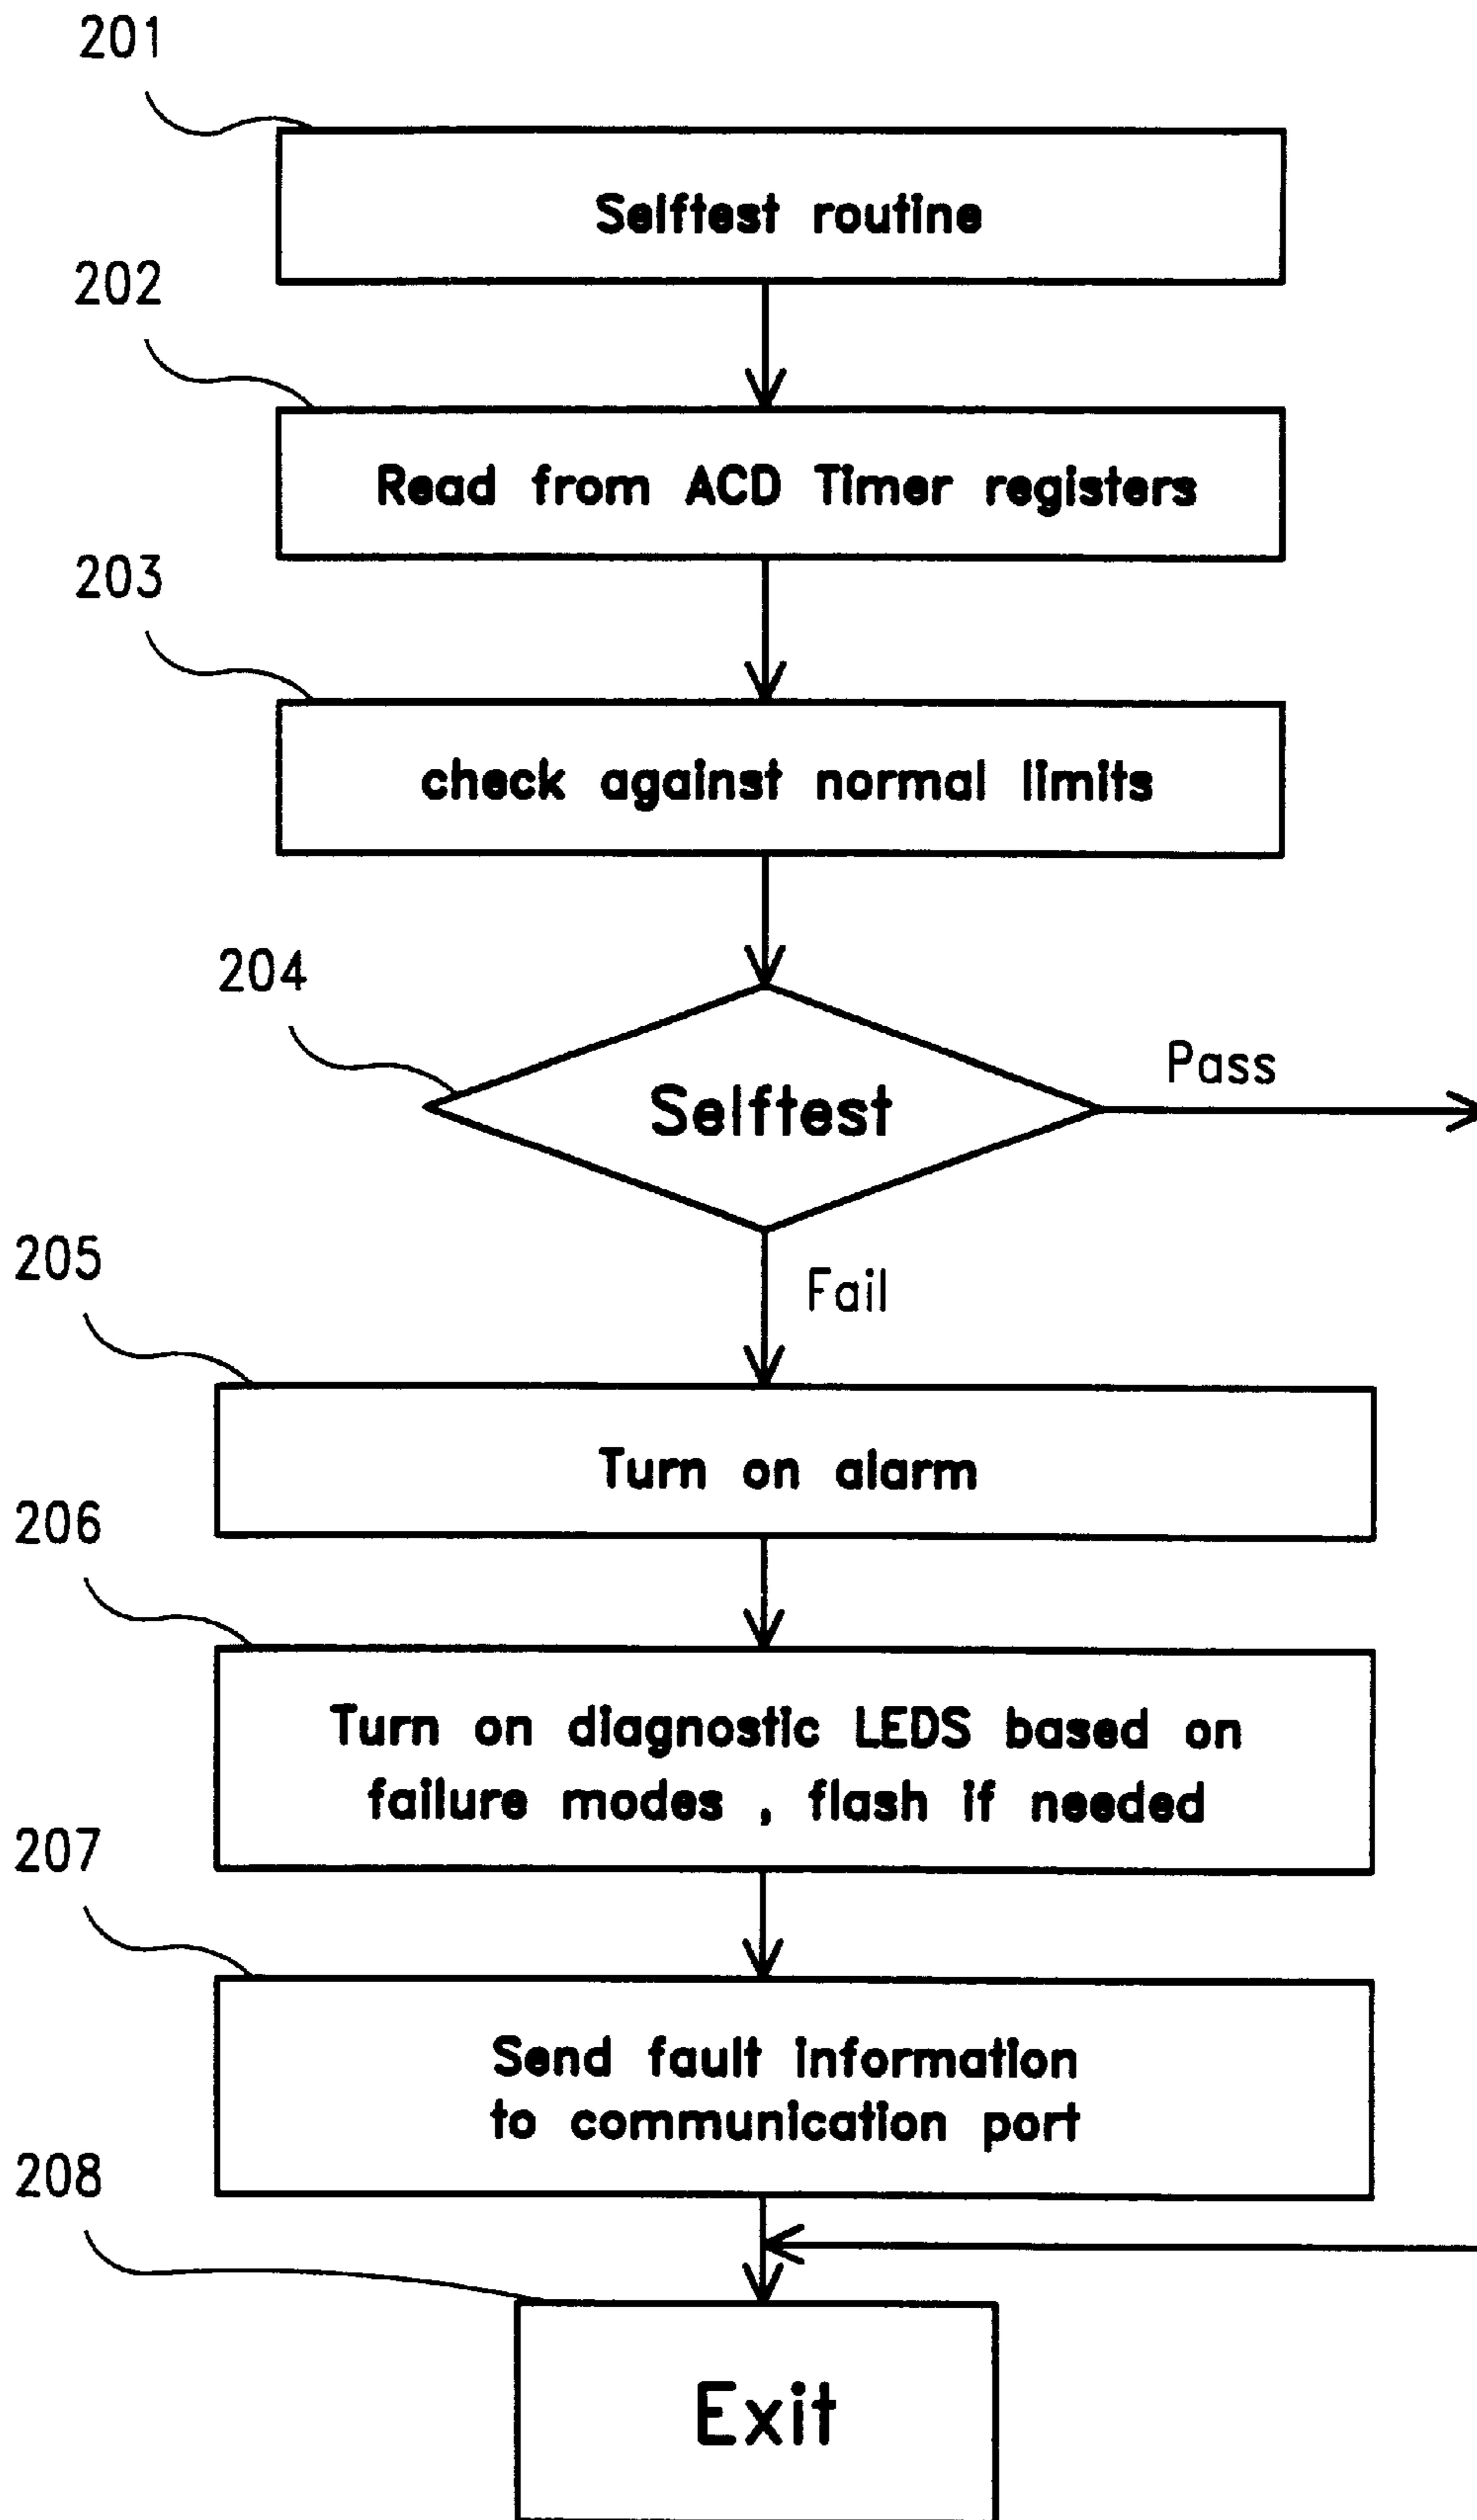 201
Selftest routine
202
Read from ACD Timer registers
203
check against normal limits
204
Selftest
Pass
Fail
205
Turn on alarm
206
Turn on diagnostic LEDS based on
failure modes , flash if needed
207
Send fault information
to communication port
208
Exit